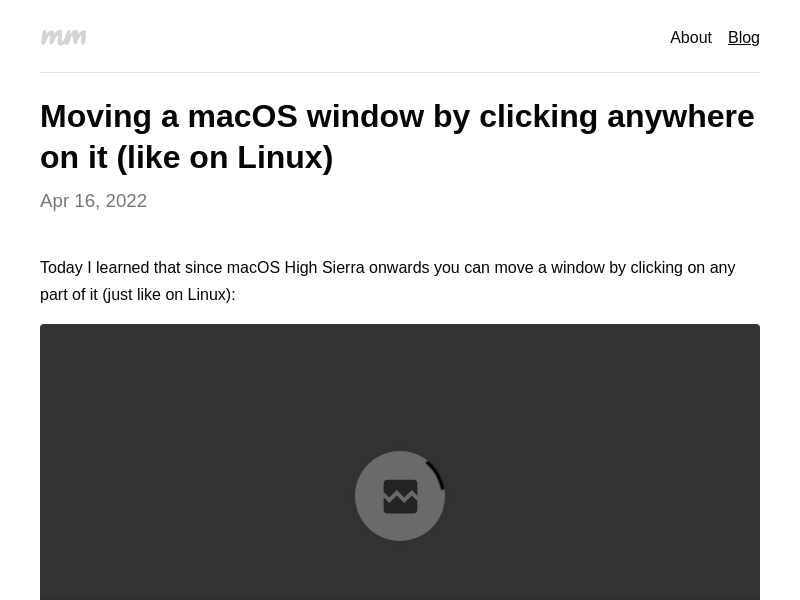 mm
About Blog
Moving a macOS window by clicking anywhere
on it (like on Linux)
Apr 16, 2022
Today I learned that since macOS High Sierra onwards you can move a window by clicking on any
part of it (just like on Linux):